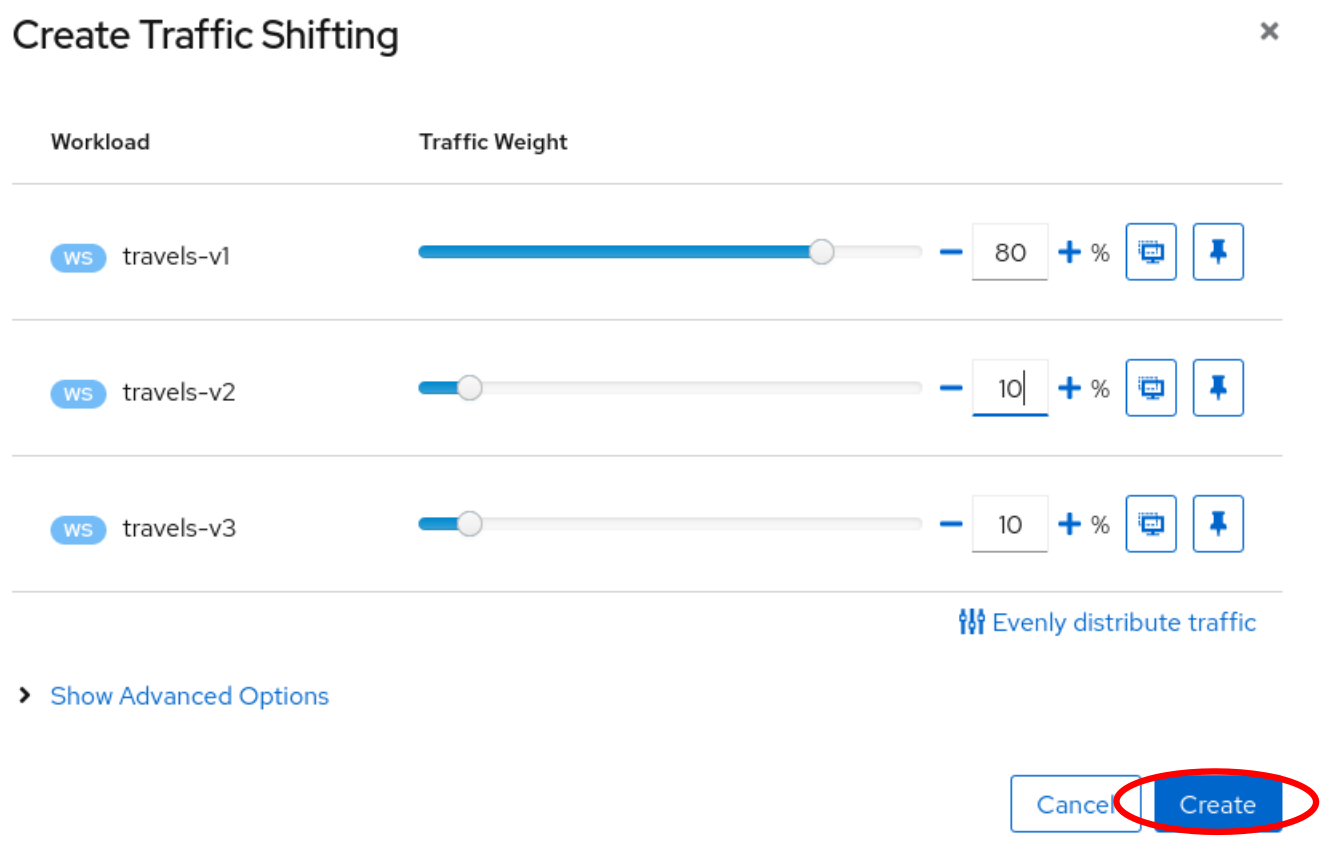 Create Traffic Shifting
Workload Traffic Weight
WS travels-v1 80 %
WS travels-v2 10 %
WS travels-v3 10 %
Evenly distribute traffic
Show Advanced Options
Cancel Create